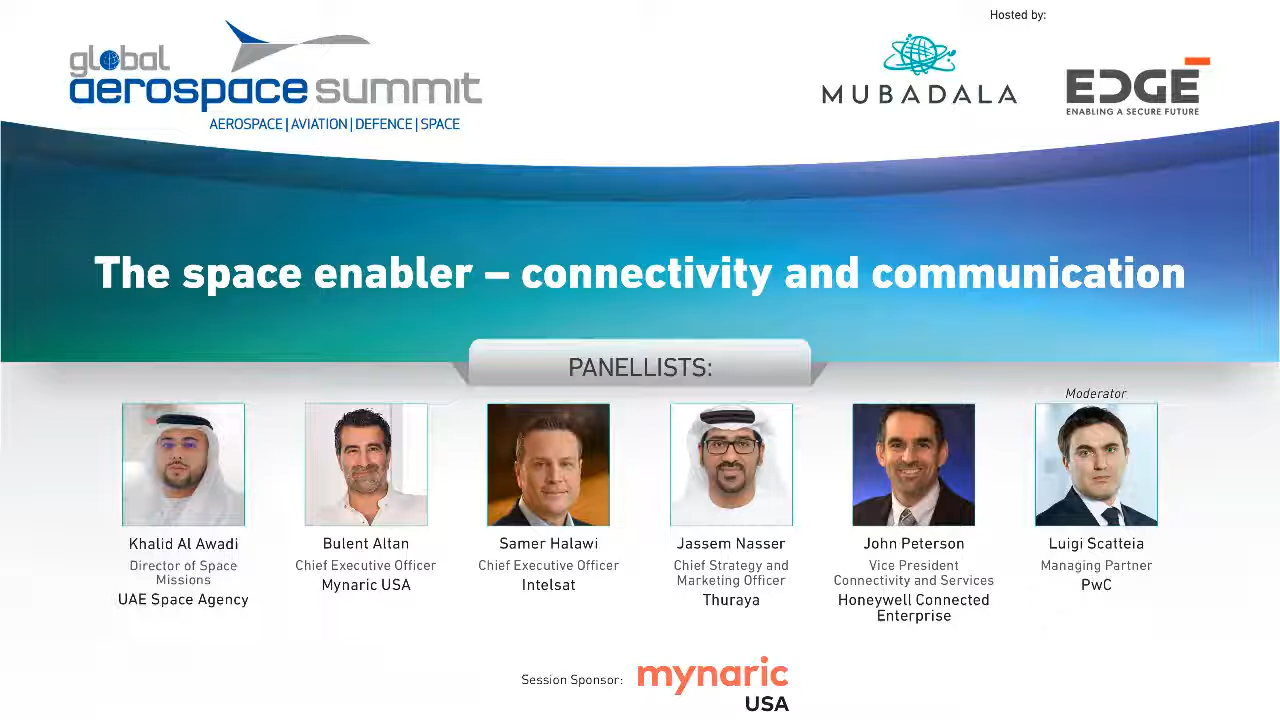 Hosted by:
global
aerospace summit
AEROSPACE | AVIATION | DEFENCE | SPACE
MUBADALA
EDGE
ENABLING A SECURE FUTURE
The space enabler – connectivity and communication
PANELLISTS:
Moderator
Khalid Al Awadi
Director of Space
Missions
UAE Space Agency
Bulent Altan
Chief Executive Officer
Mynaric USA
Samer Halawi
Chief Executive Officer
Intelsat
Jassem Nasser
Chief Strategy and
Marketing Officer
Thuraya
John Peterson
Vice President
Connectivity and Services
Honeywell Connected
Enterprise
Luigi Scatteia
Managing Partner
PwC
Session Sponsor:
mynaric
USA